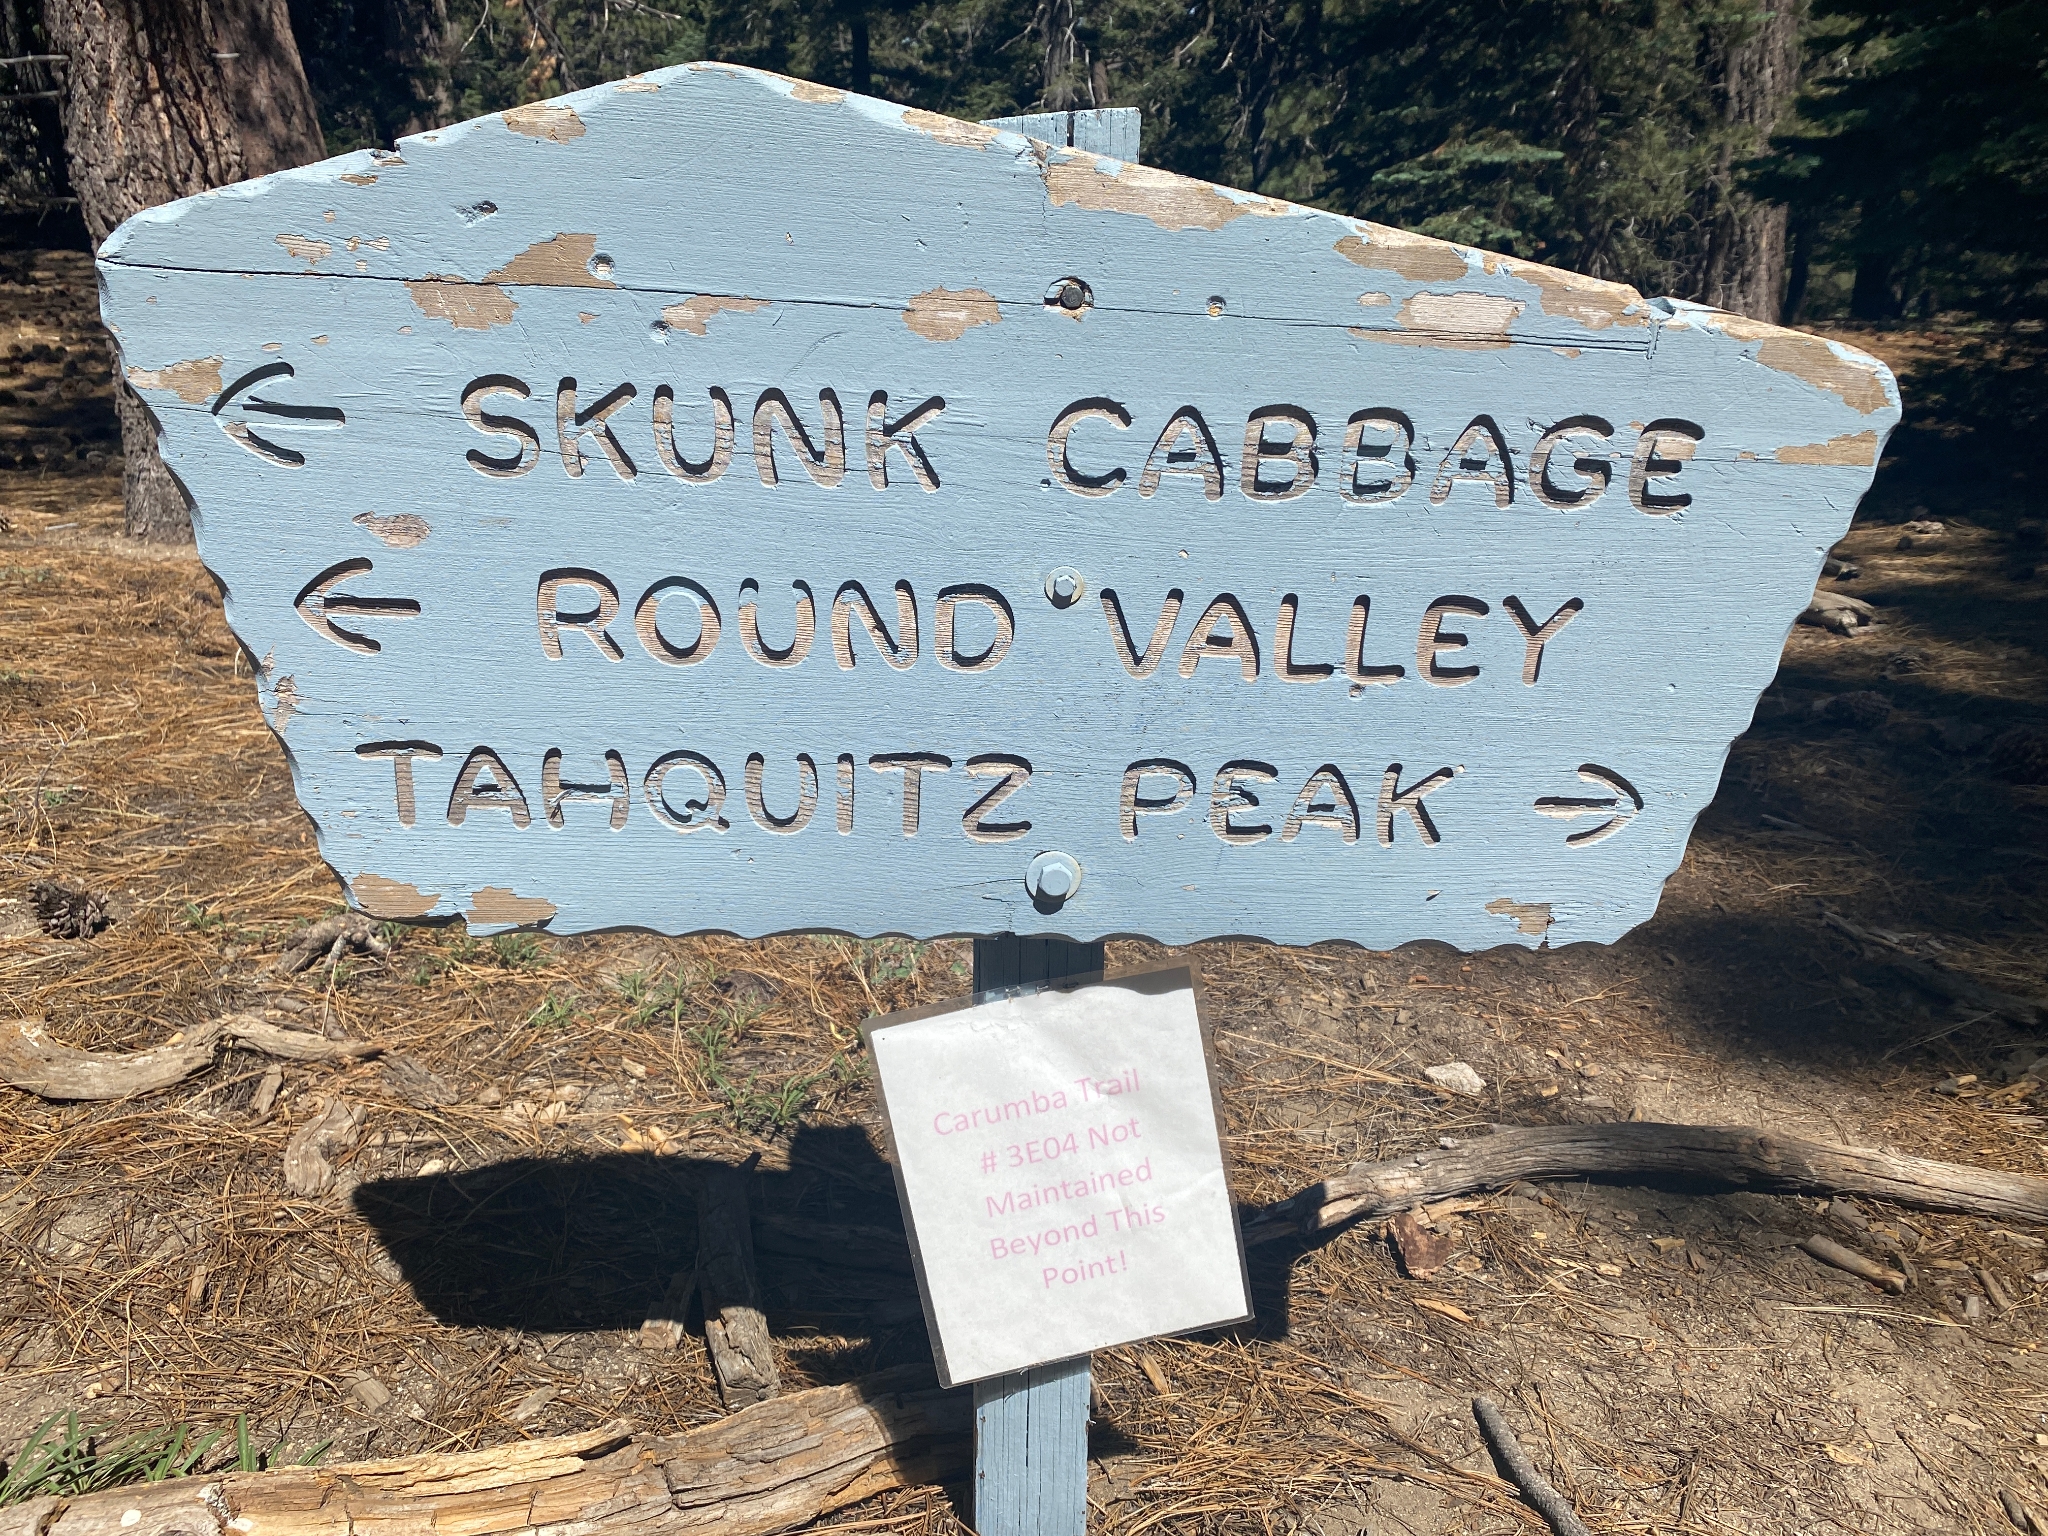 ← SKUNK CABBAGE
← ROUND VALLEY
TAHQUITZ PEAK →
Carumba Trail
# 3E04 Not
Maintained
Beyond This
Point!